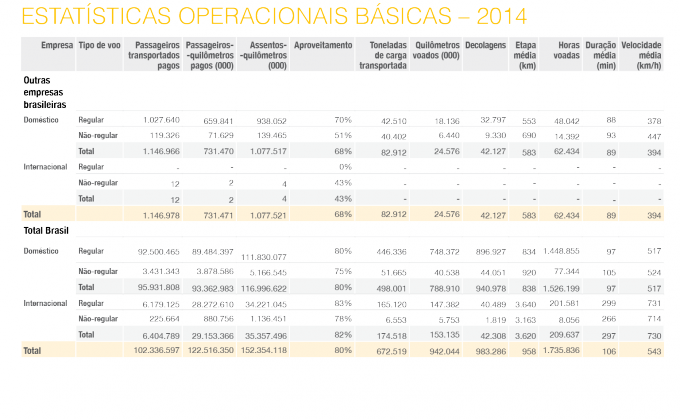 ESTATÍSTICAS OPERACIONAIS BÁSICAS – 2014
Empresa Tipo de voo Passageiros transportados pagos Passageiros--quilômetros pagos (000) Assentos--quilômetros (000) Aproveitamento Toneladas de carga transportada Quilômetros voados (000) Decolagens Etapa média (km) Horas voadas Duração média (min) Velocidade média (km/h)
Outras
empresas
brasileiras
Doméstico Regular 1.027.640 659.841 938.052 70% 42.510 18.136 32.797 553 48.042 88 378
Não-regular 119.326 71.629 139.465 51% 40.402 6.440 9.330 690 14.392 93 447
Total 1.146.966 731.470 1.077.517 68% 82.912 24.576 42.127 583 62.434 89 394
Internacional Regular - - - 0% - - - - - - -
Não-regular 12 2 4 43% - - - - - - -
Total 12 2 4 43% - - - - - - -
Total 1.146.978 731.471 1.077.521 68% 82.912 24.576 42.127 583 62.434 89 394
Total Brasil
Doméstico Regular 92.500.465 89.484.397 111.830.077 80% 446.336 748.372 896.927 834 1.448.855 97 517
Não-regular 3.431.343 3.878.586 5.166.545 75% 51.665 40.538 44.051 920 77.344 105 524
Total 95.931.808 93.362.983 116.996.622 80% 498.001 788.910 940.978 838 1.526.199 97 517
Internacional Regular 6.179.125 28.272.610 34.221.045 83% 165.120 147.382 40.489 3.640 201.581 299 731
Não-regular 225.664 880.756 1.136.451 78% 6.553 5.753 1.819 3.163 8.056 266 714
Total 6.404.789 29.153.366 35.357.496 82% 174.518 153.135 42.308 3.620 209.637 297 730
Total 102.336.597 122.516.350 152.354.118 80% 672.519 942.044 983.286 958 1.735.836 106 543